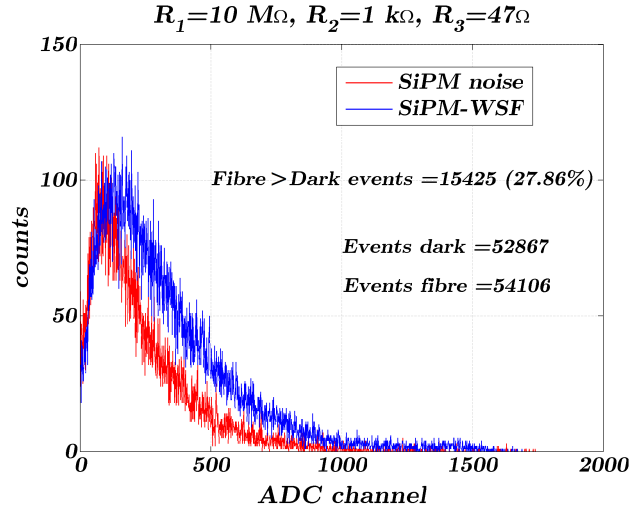 R₁=10 MΩ, R₂=1 kΩ, R₃=47Ω
150
SiPM noise
SiPM-WSF
100
Fibre>Dark events =15425 (27.86%)
counts
Events dark =52867
Events fibre =54106
50
0
0 500 1000 1500 2000
ADC channel